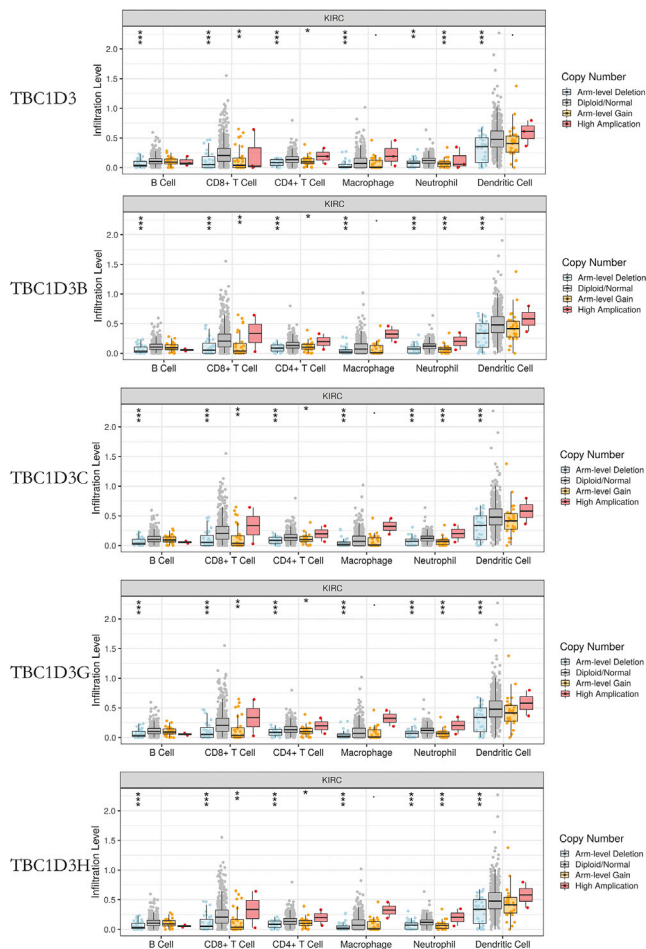 KIRC
*** *** ** *** * *** . ** *** *** .
TBC1D3
Infiltration Level
2.0
1.5
1.0
0.5
0.0
B Cell CD8+ T Cell CD4+ T Cell Macrophage Neutrophil Dendritic Cell
Copy Number
Arm-level Deletion
Diploid/Normal
Arm-level Gain
High Amplication
KIRC
*** *** ** *** * *** . *** *** ***
TBC1D3B
Infiltration Level
2.0
1.5
1.0
0.5
0.0
B Cell CD8+ T Cell CD4+ T Cell Macrophage Neutrophil Dendritic Cell
Copy Number
Arm-level Deletion
Diploid/Normal
Arm-level Gain
High Amplication
KIRC
*** *** ** *** * *** . *** *** ***
TBC1D3C
Infiltration Level
2.0
1.5
1.0
0.5
0.0
B Cell CD8+ T Cell CD4+ T Cell Macrophage Neutrophil Dendritic Cell
Copy Number
Arm-level Deletion
Diploid/Normal
Arm-level Gain
High Amplication
KIRC
*** *** ** *** * *** . *** *** ***
TBC1D3G
Infiltration Level
2.0
1.5
1.0
0.5
0.0
B Cell CD8+ T Cell CD4+ T Cell Macrophage Neutrophil Dendritic Cell
Copy Number
Arm-level Deletion
Diploid/Normal
Arm-level Gain
High Amplication
KIRC
*** *** ** *** * *** . *** *** ***
TBC1D3H
Infiltration Level
2.0
1.5
1.0
0.5
0.0
B Cell CD8+ T Cell CD4+ T Cell Macrophage Neutrophil Dendritic Cell
Copy Number
Arm-level Deletion
Diploid/Normal
Arm-level Gain
High Amplication